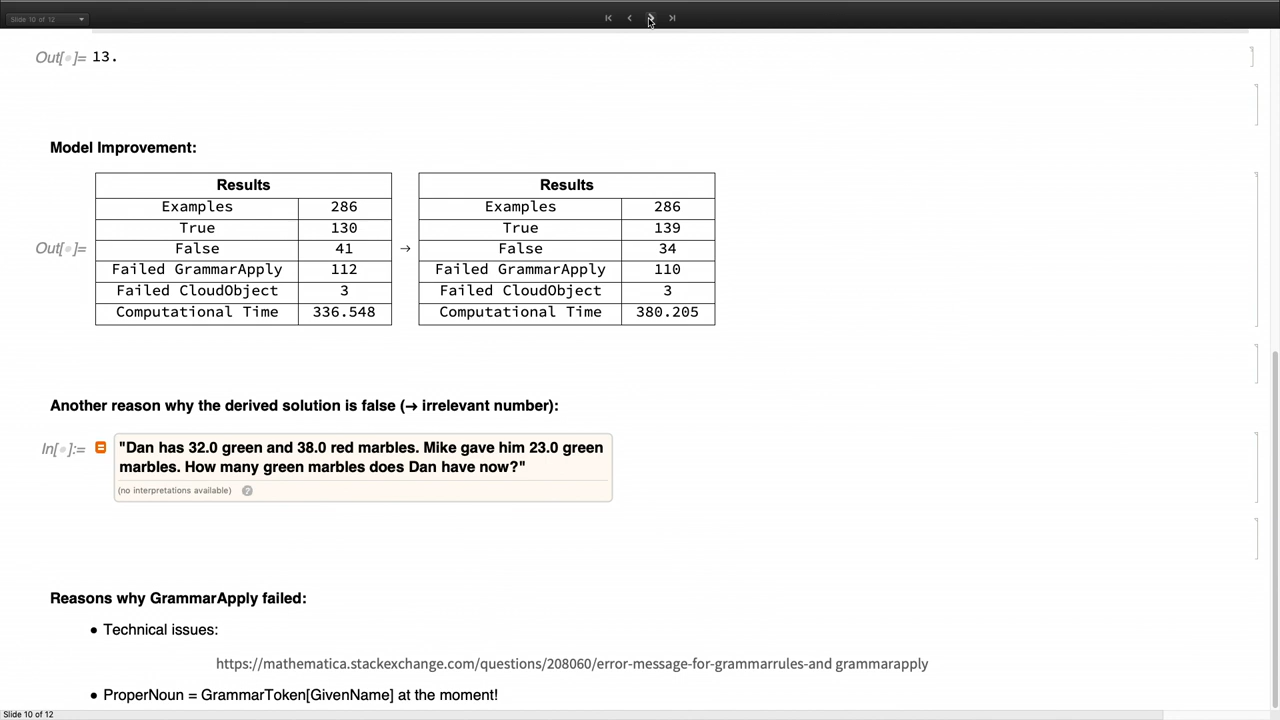 Slide 10 of 12
Out[ ]= 13.
Model Improvement:
Results
Examples 286
True 130
False 41
Failed GrammarApply 112
Failed CloudObject 3
Computational Time 336.548
Out[ ]=
→
Results
Examples 286
True 139
False 34
Failed GrammarApply 110
Failed CloudObject 3
Computational Time 380.205
Another reason why the derived solution is false (→ irrelevant number):
In[ ]:=
"Dan has 32.0 green and 38.0 red marbles. Mike gave him 23.0 green
marbles. How many green marbles does Dan have now?"
(no interpretations available) ?
Reasons why GrammarApply failed:
• Technical issues:
https://mathematica.stackexchange.com/questions/208060/error-message-for-grammarrules-and grammarapply
• ProperNoun = GrammarToken[GivenName] at the moment!
Slide 10 of 12